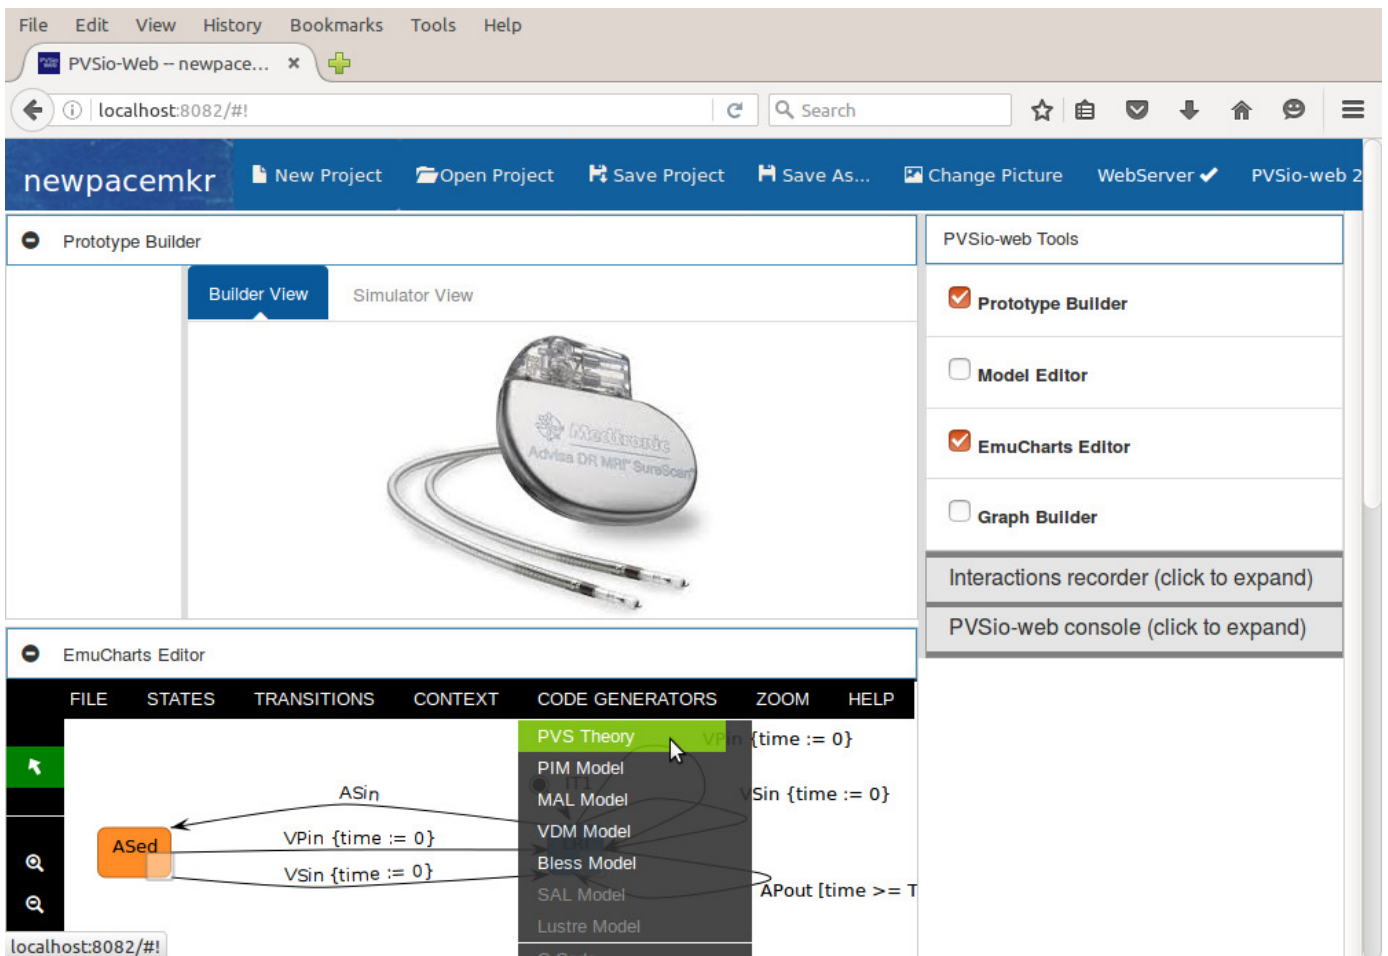 File Edit View History Bookmarks Tools Help
PVSio-Web -- newpace...
localhost:8082/#!
Search
newpacemkr New Project Open Project Save Project Save As... Change Picture WebServer PVSio-web 2
Prototype Builder
Builder View Simulator View
Medtronic
Advisa DR MRI™ SureScan®
PVSio-web Tools
Prototype Builder
Model Editor
EmuCharts Editor
Graph Builder
Interactions recorder (click to expand)
PVSio-web console (click to expand)
EmuCharts Editor
FILE STATES TRANSITIONS CONTEXT CODE GENERATORS ZOOM HELP
PVS Theory
PIM Model
MAL Model
VDM Model
Bless Model
SAL Model
Lustre Model
VPin {time := 0}
IT1
ASin
VSin {time := 0}
ASed
VPin {time := 0}
VSin {time := 0}
APout [time >= T
localhost:8082/#!